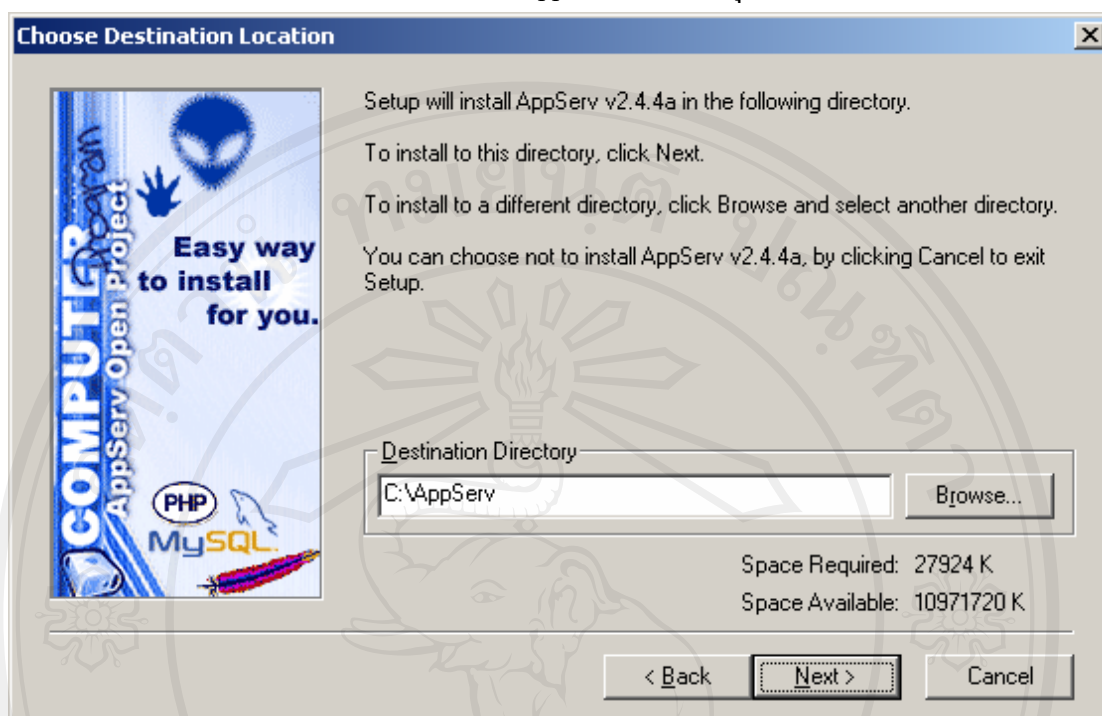 Choose Destination Location
Setup will install AppServ v2.4.4a in the following directory.
To install to this directory, click Next.
To install to a different directory, click Browse and select another directory.
You can choose not to install AppServ v2.4.4a, by clicking Cancel to exit
Setup.
COMPUTER
Program
AppServ Open Project
Easy way
to install
for you.
PHP
MySQL
Destination Directory
C:\AppServ
Browse...
Space Required: 27924 K
Space Available: 10971720 K
< Back
Next >
Cancel